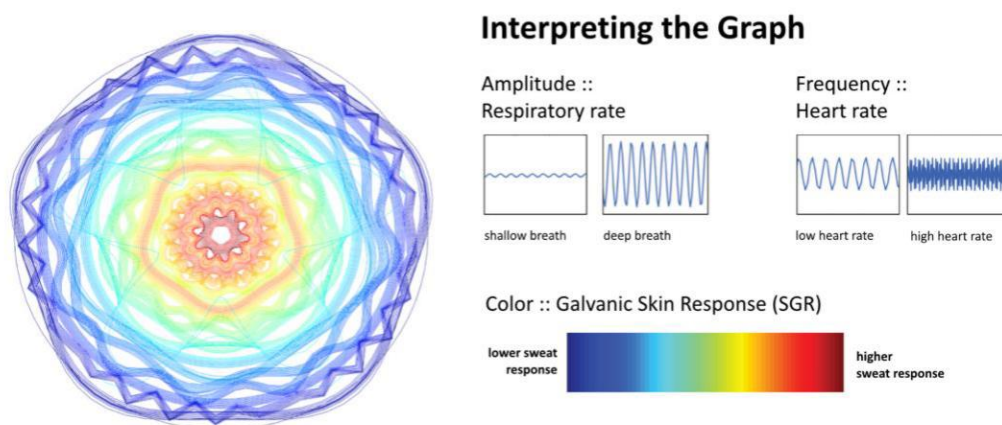 Interpreting the Graph
Amplitude ::
Respiratory rate
shallow breath
deep breath
Frequency ::
Heart rate
low heart rate
high heart rate
Color :: Galvanic Skin Response (SGR)
lower sweat
response
higher
sweat response